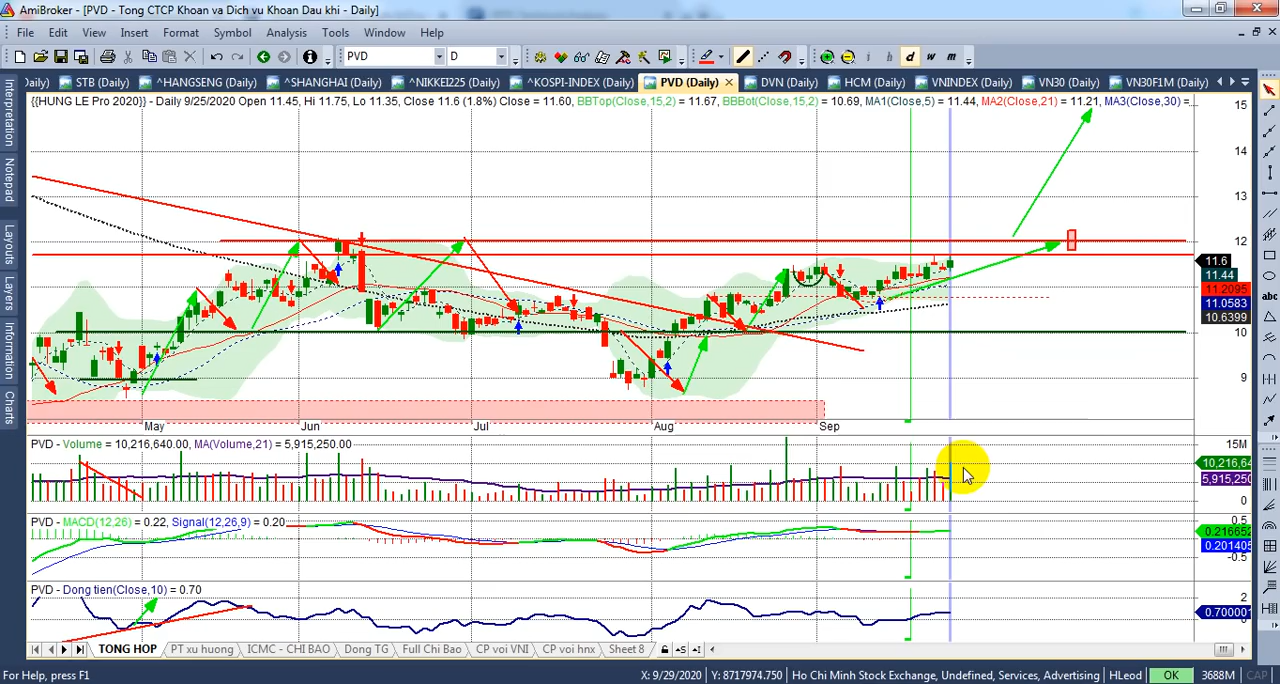 AmiBroker - [PVD - Tong CTCP Khoan va Dich vu Khoan Dau khi - Daily]
File Edit View Insert Format Symbol Analysis Tools Window Help
PVD D i h d w m
aily) STB (Daily) ^HANGSENG (Daily) ^SHANGHAI (Daily) ^NIKKEI225 (Daily) ^KOSPI-INDEX (Daily) PVD (Daily) DVN (Daily) HCM (Daily) VNINDEX (Daily) VN30 (Daily) VN30F1M (Daily)
Interpretation
Notepad
Layouts
Layers
Information
Charts
abc
{{HUNG LE Pro 2020}} - Daily 9/25/2020 Open 11.45, Hi 11.75, Lo 11.35, Close 11.6 (1.8%) Close = 11.60, BBTop(Close,15,2) = 11.67, BBBot(Close,15,2) = 10.69, MA1(Close,5) = 11.44, MA2(Close,21) = 11.21, MA3(Close,30) =
15
14
13
12
11.6
11.44
11.2095
11.0583
10.6399
10
9
May Jun Jul Aug Sep
PVD - Volume = 10,216,640.00, MA(Volume,21) = 5,915,250.00
15M
10,216,64
5,915,250
0
PVD - MACD(12,26) = 0.22, Signal(12,26,9) = 0.20
0.5
0.216652
0.201405
-0.5
PVD - Dong tien(Close,10) = 0.70
2
0.700001
TONG HOP PT xu huong ICMC - CHI BAO Dong TG Full Chi Bao CP voi VNI CP voi hnx Sheet 8
For Help, press F1 X: 9/29/2020 Y: 8717974.750 Ho Chi Minh Stock Exchange, Undefined, Services, Advertising HLeod OK 3688M CAP